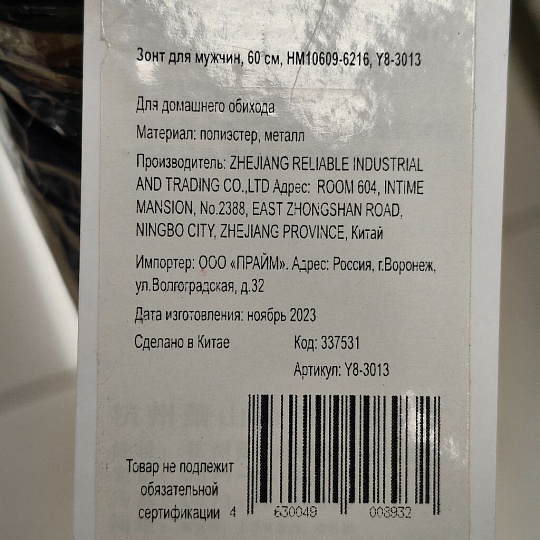 Зонт для мужчин, 60 см, HM10609-6216, Y8-3013
Для домашнего обихода
Материал: полиэстер, металл
Производитель: ZHEJIANG RELIABLE INDUSTRIAL
AND TRADING CO.,LTD Адрес: ROOM 604, INTIME
MANSION, No.2388, EAST ZHONGSHAN ROAD,
NINGBO CITY, ZHEJIANG PROVINCE, Китай
Импортер: ООО «ПРАЙМ». Адрес: Россия, г.Воронеж,
ул.Волгоградская, д.32
Дата изготовления: ноябрь 2023
Сделано в Китае
Код: 337531
Артикул: Y8-3013
Товар не подлежит
обязательной
сертификации
4 630049 008932